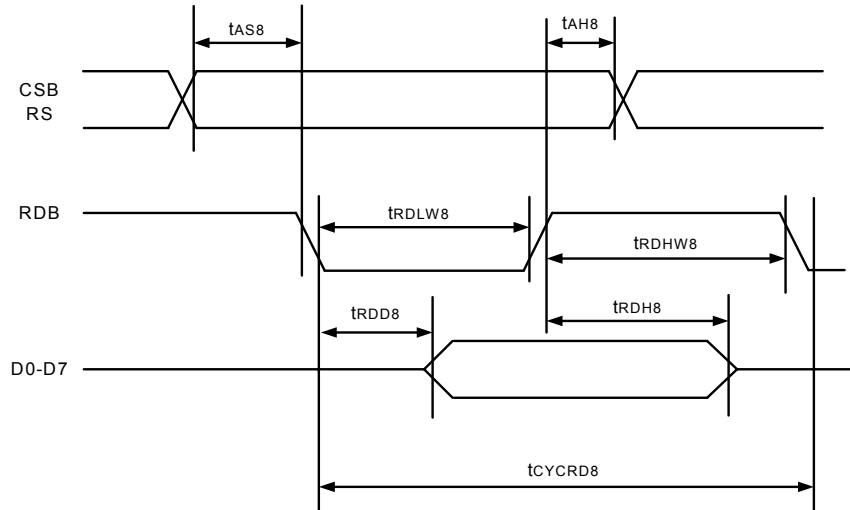 tAS8
tAH8
CSB
RS
RDB
tRDLW8
tRDHW8
tRDD8
tRDH8
D0-D7
tCYCRD8